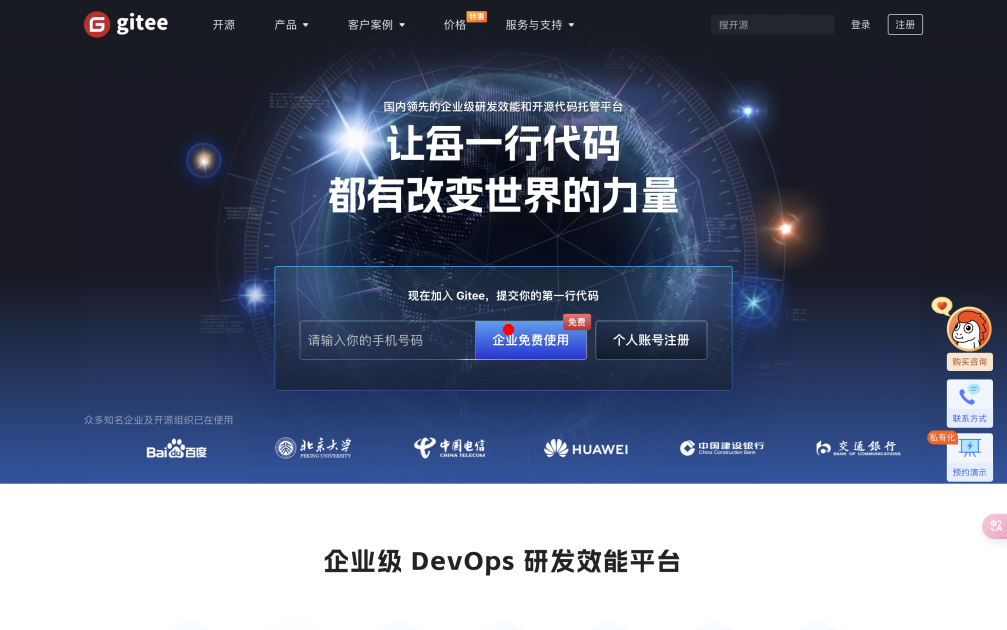 gitee
开源
产品
客户案例
价格
特惠
服务与支持
搜开源
登录
注册
国内领先的企业级研发效能和开源代码托管平台
让每一行代码
都有改变世界的力量
现在加入 Gitee，提交你的第一行代码
请输入你的手机号码
企业免费使用
免费
个人账号注册
众多知名企业及开源组织已在使用
Bai du 百度
北京大学
PEKING UNIVERSITY
中国电信
CHINA TELECOM
HUAWEI
中国建设银行
China Construction Bank
交通银行
BANK OF COMMUNICATIONS
购买咨询
联系方式
私有化
预约演示
企业级 DevOps 研发效能平台